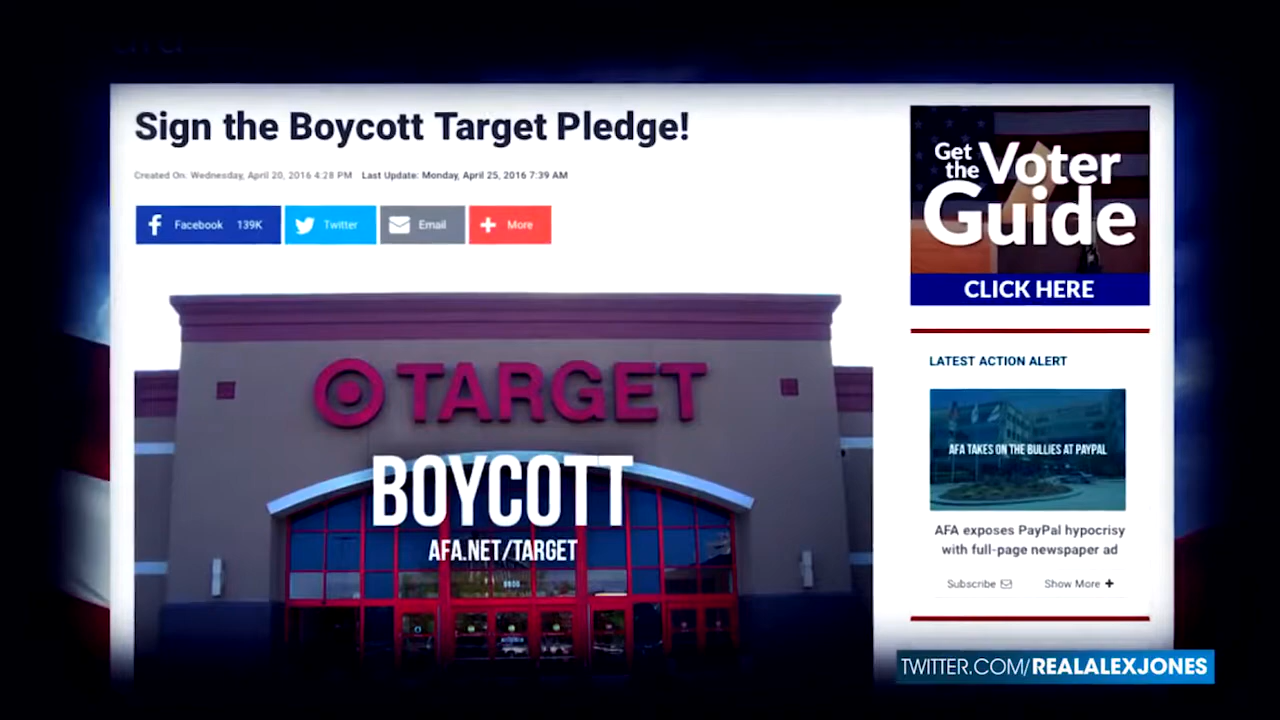 Sign the Boycott Target Pledge!
Created On: Wednesday, April 20, 2016 4:28 PM Last Update: Monday, April 25, 2016 7:39 AM
Facebook 139K Twitter Email More
TARGET
BOYCOTT
AFA.NET/TARGET
Get the Voter Guide
CLICK HERE
LATEST ACTION ALERT
AFA TAKES ON THE BULLIES AT PAYPAL
AFA exposes PayPal hypocrisy
with full-page newspaper ad
Subscribe Show More
TWITTER.COM/REALALEXJONES